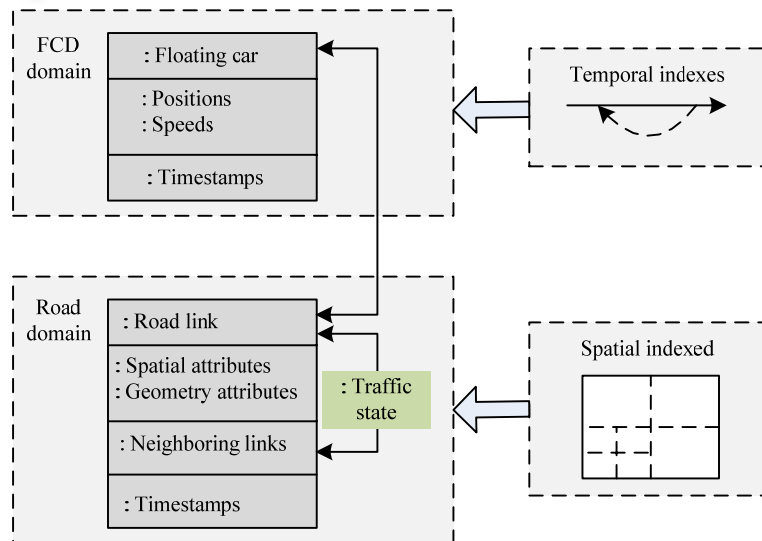 FCD
domain
: Floating car
: Positions
: Speeds
: Timestamps
Temporal indexes
Road
domain
: Road link
: Spatial attributes
: Geometry attributes
: Neighboring links
: Timestamps
: Traffic
state
Spatial indexed